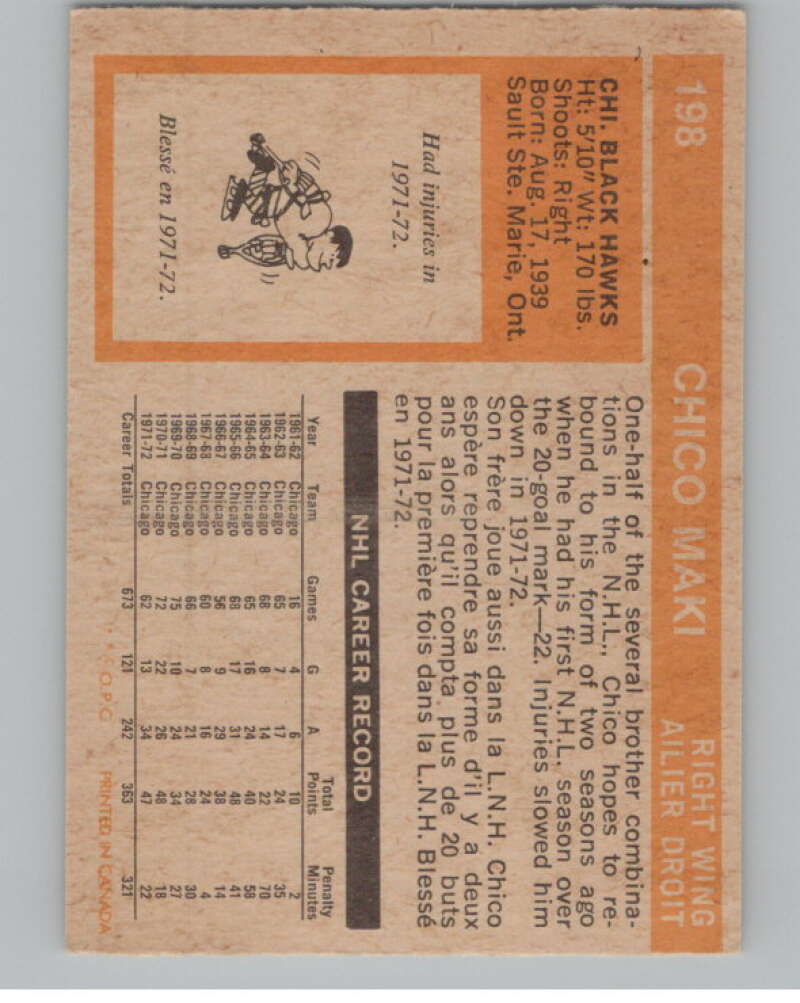 198 CHICO MAKI RIGHT WING
AILIER DROIT
CHI. BLACK HAWKS
Ht: 5/10" Wt: 170 lbs.
Shoots: Right
Born: Aug. 17, 1939
Sault Ste. Marie, Ont.
Had injuries in
1971-72.
Blessé en 1971-72.
One-half of the several brother combina-
tions in the N.H.L., Chico hopes to re-
bound to his form of two seasons ago
when he had his first N.H.L. season over
the 20-goal mark—22. Injuries slowed him
down in 1971-72.
Son frère joue aussi dans la L.N.H. Chico
espère reprendre sa forme d'il y a deux
ans alors qu'il compta plus de 20 buts
pour la première fois dans la L.N.H. Blessé
en 1971-72.
NHL CAREER RECORD
Year Team Games G A Total Points Penalty Minutes
1961-62 Chicago 16 4 6 10 2
1962-63 Chicago 65 7 17 24 35
1963-64 Chicago 68 8 14 22 70
1964-65 Chicago 65 16 24 40 58
1965-66 Chicago 68 17 31 48 41
1966-67 Chicago 56 9 29 38 14
1967-68 Chicago 60 8 16 24 4
1968-69 Chicago 66 7 21 28 30
1969-70 Chicago 75 10 24 34 27
1970-71 Chicago 72 22 26 48 18
1971-72 Chicago 62 13 34 47 22
Career Totals 673 121 242 363 321
O.P.C. PRINTED IN CANADA